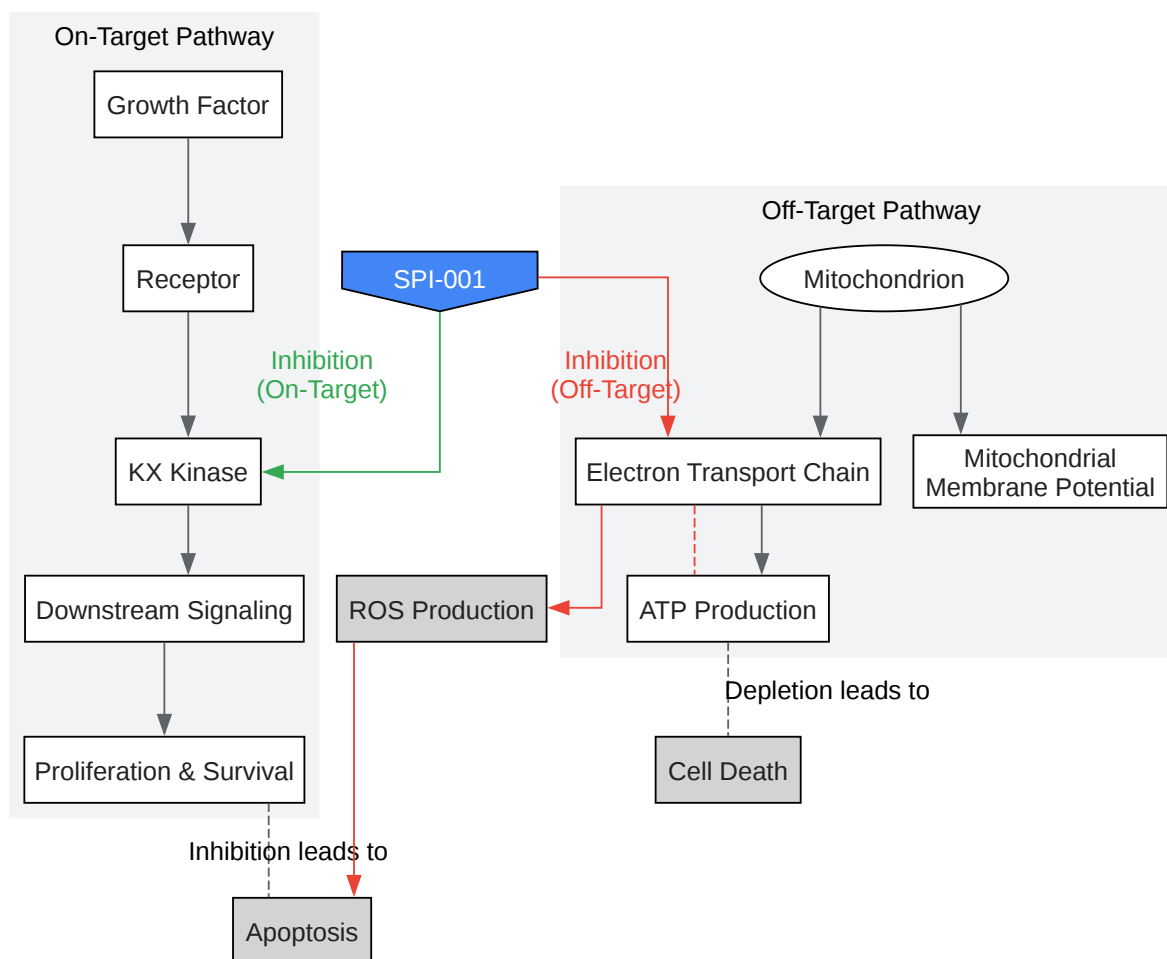 On-Target Pathway
Growth Factor
Off-Target Pathway
Receptor
SPI-001
Mitochondrion
Inhibition
(On-Target)
Inhibition
(Off-Target)
KX Kinase
Electron Transport Chain
Mitochondrial
Membrane Potential
Downstream Signaling
ROS Production
ATP Production
Depletion leads to
Proliferation & Survival
Cell Death
Inhibition leads to
Apoptosis